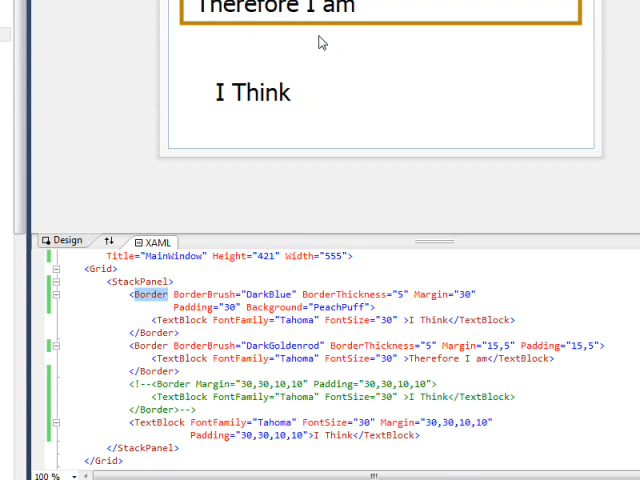 Therefore I am
I Think
Design
XAML
Title="MainWindow" Height="421" Width="555">
<Grid>
<StackPanel>
<Border BorderBrush="DarkBlue" BorderThickness="5" Margin="30"
Padding="30" Background="PeachPuff">
<TextBlock FontFamily="Tahoma" FontSize="30" >I Think</TextBlock>
</Border>
<Border BorderBrush="DarkGoldenrod" BorderThickness="5" Margin="15,5" Padding="15,5">
<TextBlock FontFamily="Tahoma" FontSize="30" >Therefore I am</TextBlock>
</Border>
<!--<Border Margin="30,30,10,10" Padding="30,30,10,10">
<TextBlock FontFamily="Tahoma" FontSize="30" >I Think</TextBlock>
</Border>-->
<TextBlock FontFamily="Tahoma" FontSize="30" Margin="30,30,10,10"
Padding="30,30,10,10">I Think</TextBlock>
</StackPanel>
</Grid>
100 %